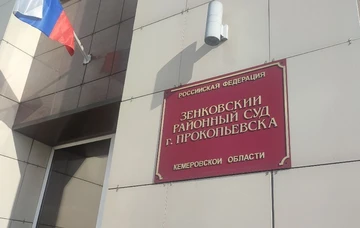 РОССИЙСКАЯ ФЕДЕРАЦИЯ
ЗЕНКОВСКИЙ
РАЙОННЫЙ СУД
г. ПРОКОПЬЕВСКА
КЕМЕРОВСКОЙ ОБЛАСТИ